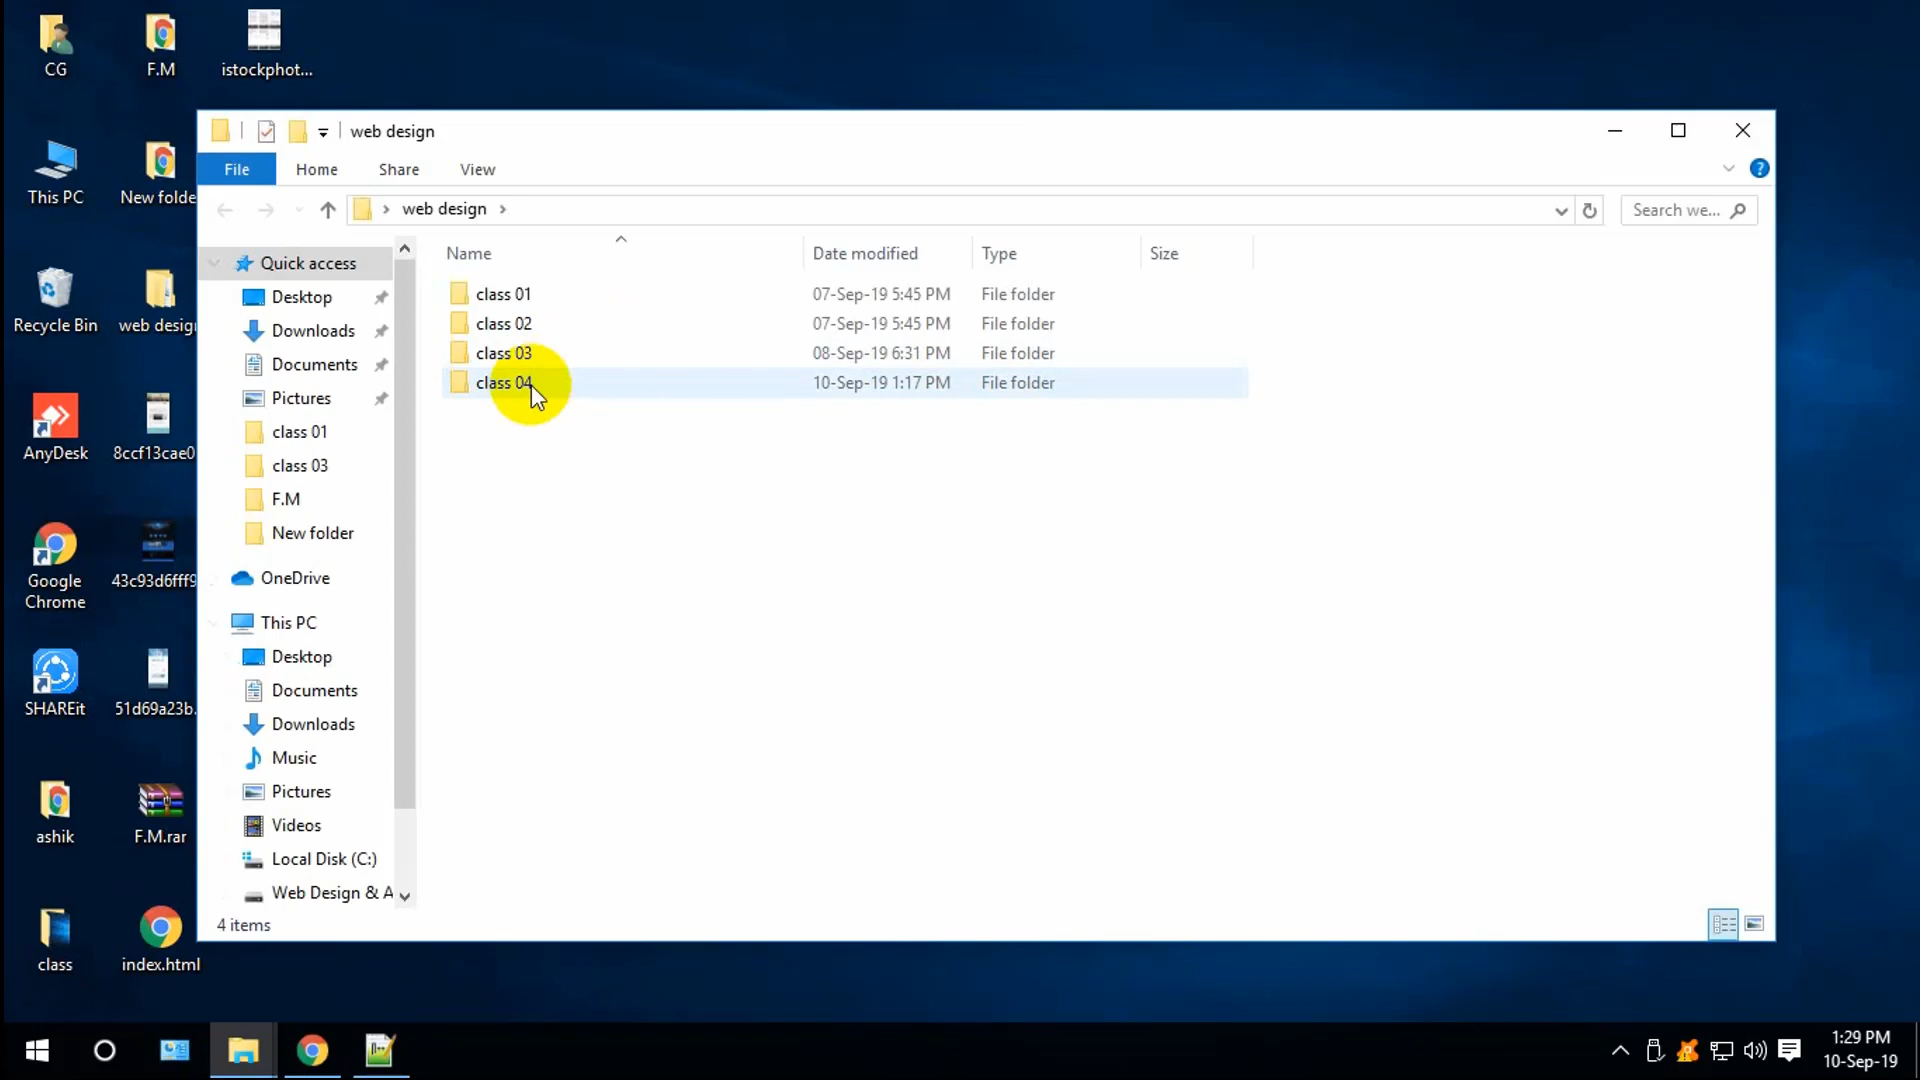 CG
F.M
istockphot...
This PC
New folde
Recycle Bin
web design
AnyDesk
8ccf13cae0
Google
Chrome
43c93d6fff9
SHAREit
51d69a23b.
ashik
F.M.rar
class
index.html
web design
File
Home
Share
View
web design
Search we...
Name
Date modified
Type
Size
class 01
07-Sep-19 5:45 PM
File folder
class 02
07-Sep-19 5:45 PM
File folder
class 03
08-Sep-19 6:31 PM
File folder
class 04
10-Sep-19 1:17 PM
File folder
Quick access
Desktop
Downloads
Documents
Pictures
class 01
class 03
F.M
New folder
OneDrive
This PC
Desktop
Documents
Downloads
Music
Pictures
Videos
Local Disk (C:)
Web Design & A
4 items
1:29 PM
10-Sep-19